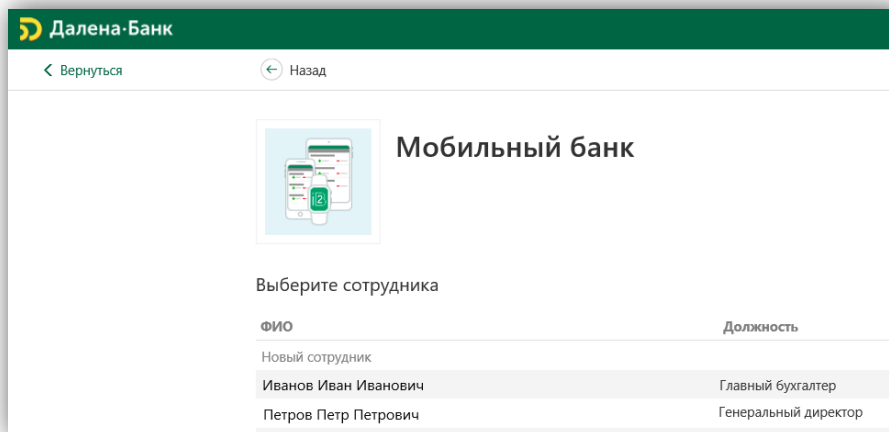 Далена·Банк
Вернуться
Назад
Мобильный банк
2
Выберите сотрудника
ФИО Должность
Новый сотрудник
Иванов Иван Иванович Главный бухгалтер
Петров Петр Петрович Генеральный директор